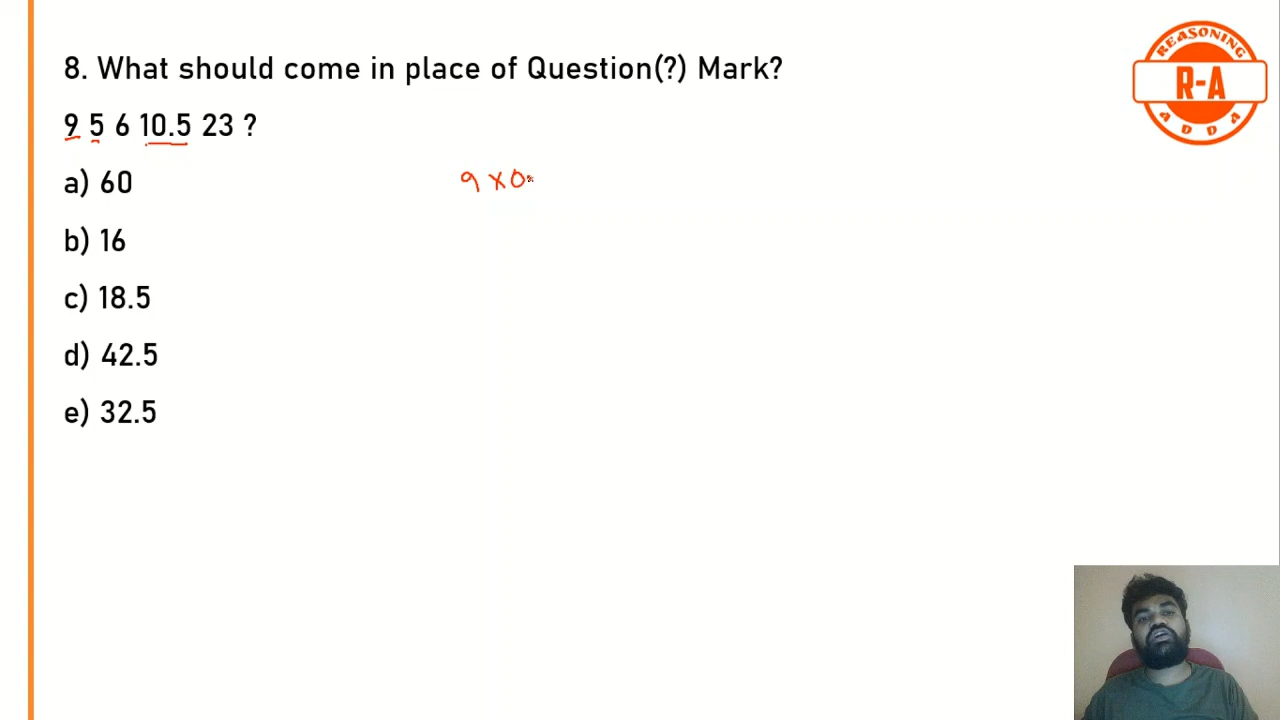 8. What should come in place of Question(?) Mark?
9 5 6 10.5 23 ?
a) 60
9 x 0.
b) 16
c) 18.5
d) 42.5
e) 32.5
REASONING
R-A
ADDA